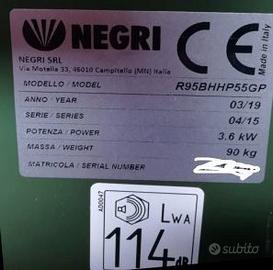 NEGRI
CE
Made in Italy
NEGRI SRL
Via Motella 33, 46010 Campitello (MN) Italia
MODELLO / MODEL R95BHHP55GP
ANNO / YEAR 03/19
SERIE / SERIES 04/15
POTENZA / POWER 3.6 kW
MASSA / WEIGHT 90 kg
MATRICOLA / SERIAL NUMBER
AD047
LWA
114 dB
subito